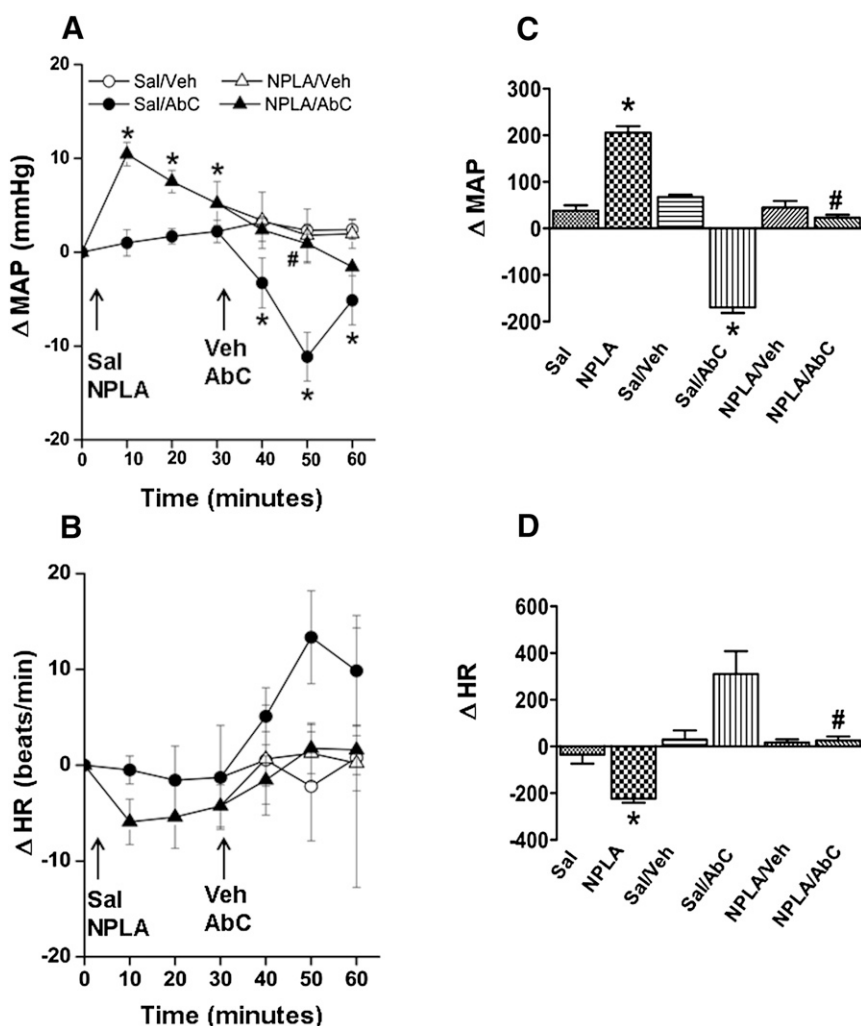 A
20
10
0
-10
-20
Δ MAP (mmHg)
Sal/Veh
NPLA/Veh
Sal/AbC
NPLA/AbC
*
*
*
#
*
*
*
Sal
NPLA
Veh
AbC
0 10 20 30 40 50 60
Time (minutes)
C
300
200
100
0
-100
-200
Δ MAP
*
*
#
Sal
NPLA
Sal/Veh
Sal/AbC
NPLA/Veh
NPLA/AbC
B
20
10
0
-10
-20
Δ HR (beats/min)
Sal
NPLA
Veh
AbC
0 10 20 30 40 50 60
Time (minutes)
D
600
400
200
0
-200
-400
Δ HR
*
#
Sal
NPLA
Sal/Veh
Sal/AbC
NPLA/Veh
NPLA/AbC